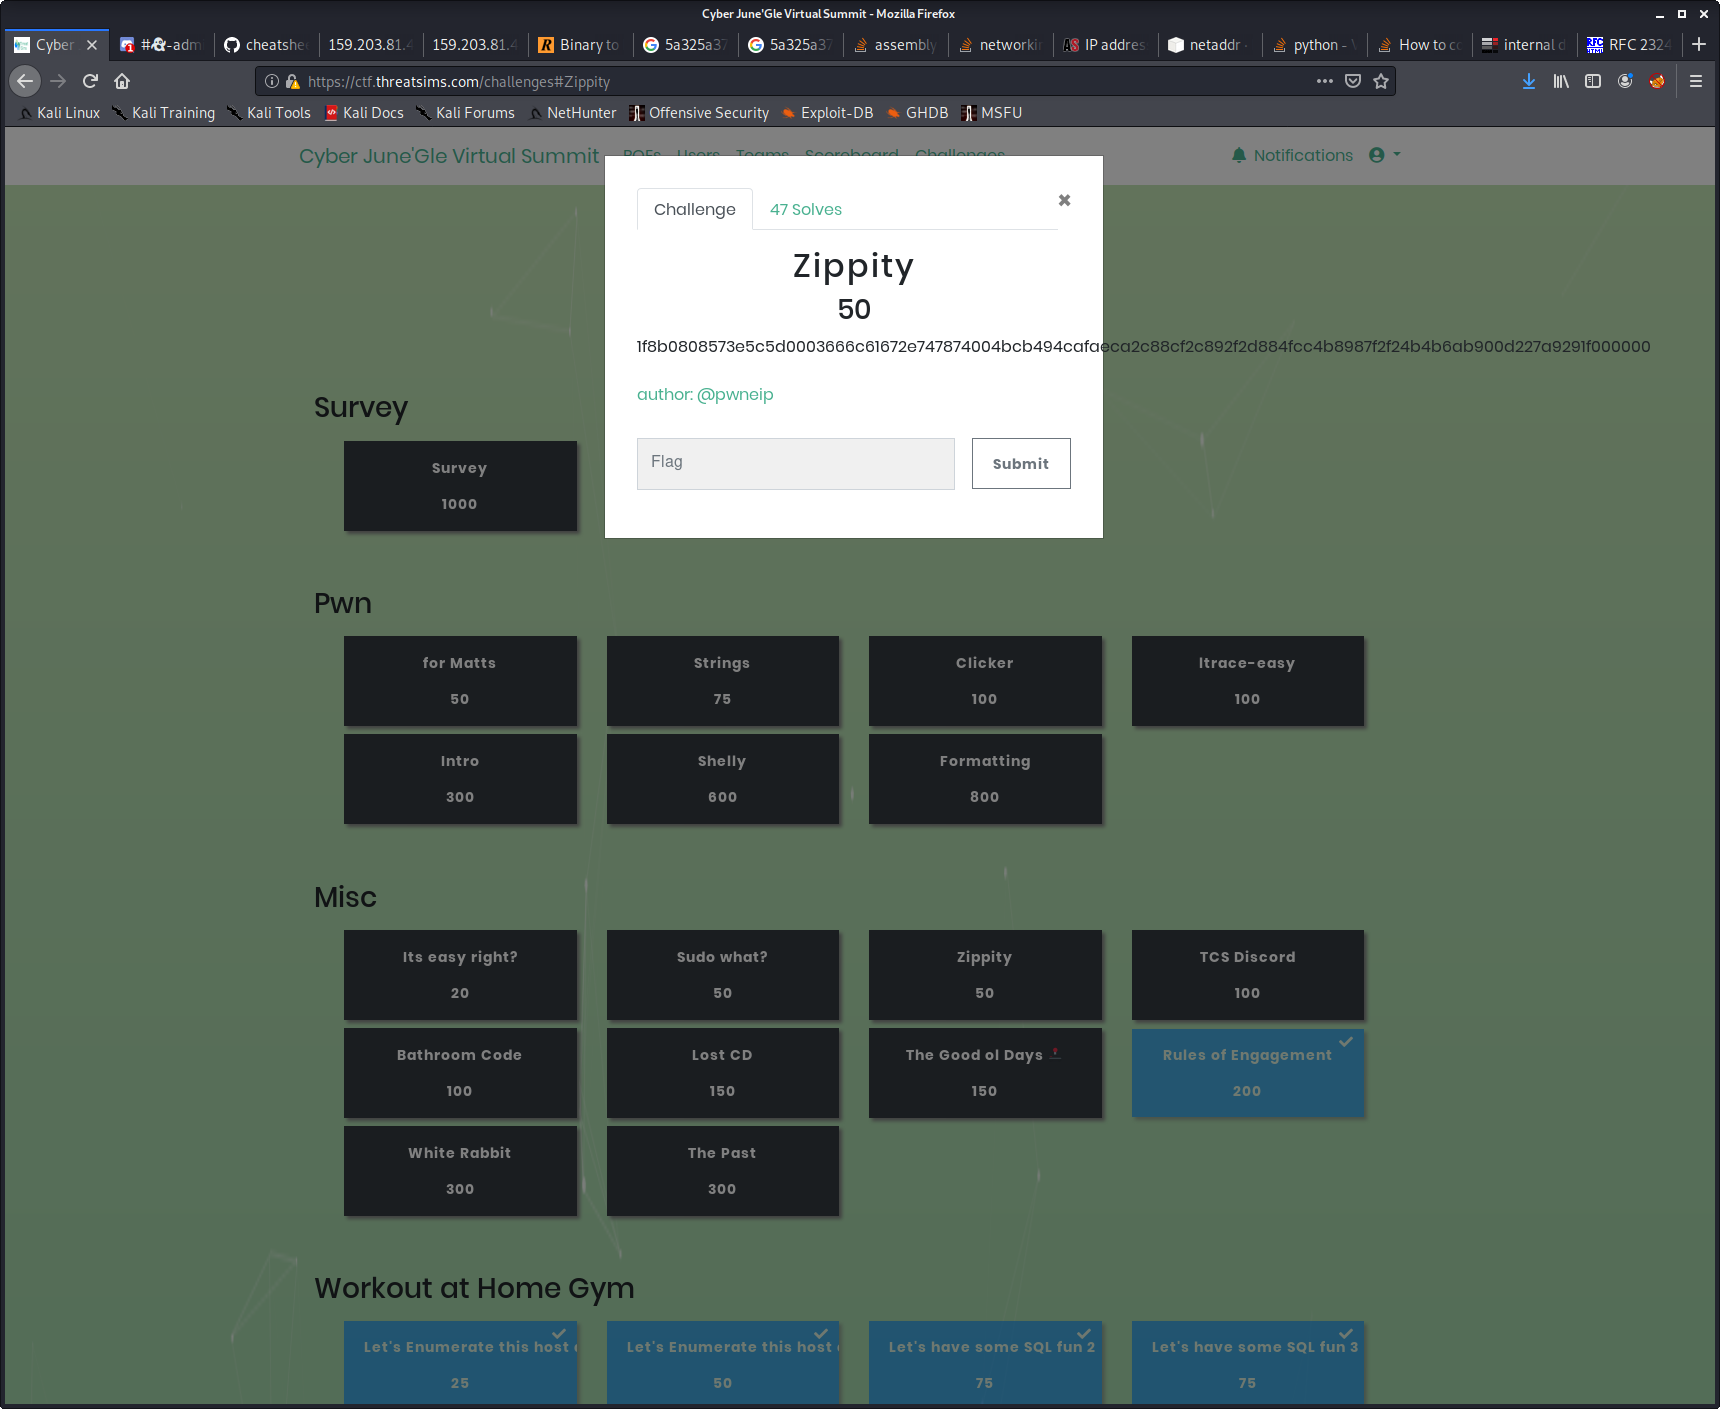 Cyber June'Gle Virtual Summit - Mozilla Firefox
Cyber
cheatshe
159.203.81.4
159.203.81.4
Binary to
5a325a37
5a325a37
assembly
networki
IP addres
netaddr
python -
How to c
internal d
RFC 2324
https://ctf.threatsims.com/challenges#Zippity
Kali Linux Kali Training Kali Tools Kali Docs Kali Forums NetHunter Offensive Security Exploit-DB GHDB MSFU
Cyber June'Gle Virtual Summit Users Teams Scoreboard Challenges Notifications
Challenge 47 Solves
Zippity
50
1f8b0808573e5c5d0003666c61672e747874004bcb494cafaeca2c88cf2c892f2d884fcc4b8987f2f24b4b6ab900d227a9291f000000
author: @pwneip
Flag Submit
Survey
Survey
1000
Pwn
for Matts Strings Clicker ltrace-easy
50 75 100 100
Intro Shelly Formatting
300 600 800
Misc
Its easy right? Sudo what? Zippity TCS Discord
20 50 50 100
Bathroom Code Lost CD The Good ol Days Rules of Engagement
100 150 150 200
White Rabbit The Past
300 300
Workout at Home Gym
Let's Enumerate this host Let's Enumerate this host Let's have some SQL fun 2 Let's have some SQL fun 3
25 50 75 75